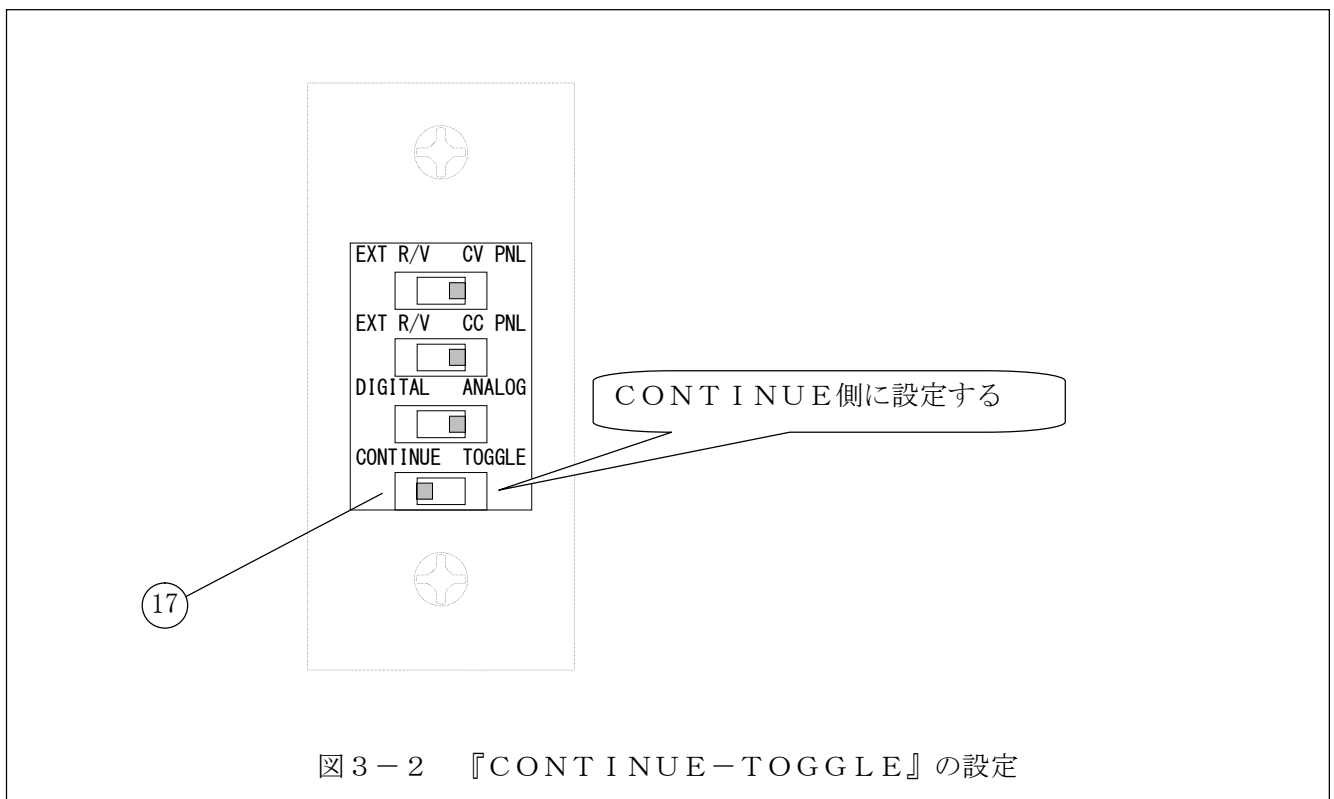 EXT R/V CV PNL
EXT R/V CC PNL
DIGITAL ANALOG
CONTINUE側に設定する
CONTINUE TOGGLE
17
図3-2 『CONTINUE-TOGGLE』の設定